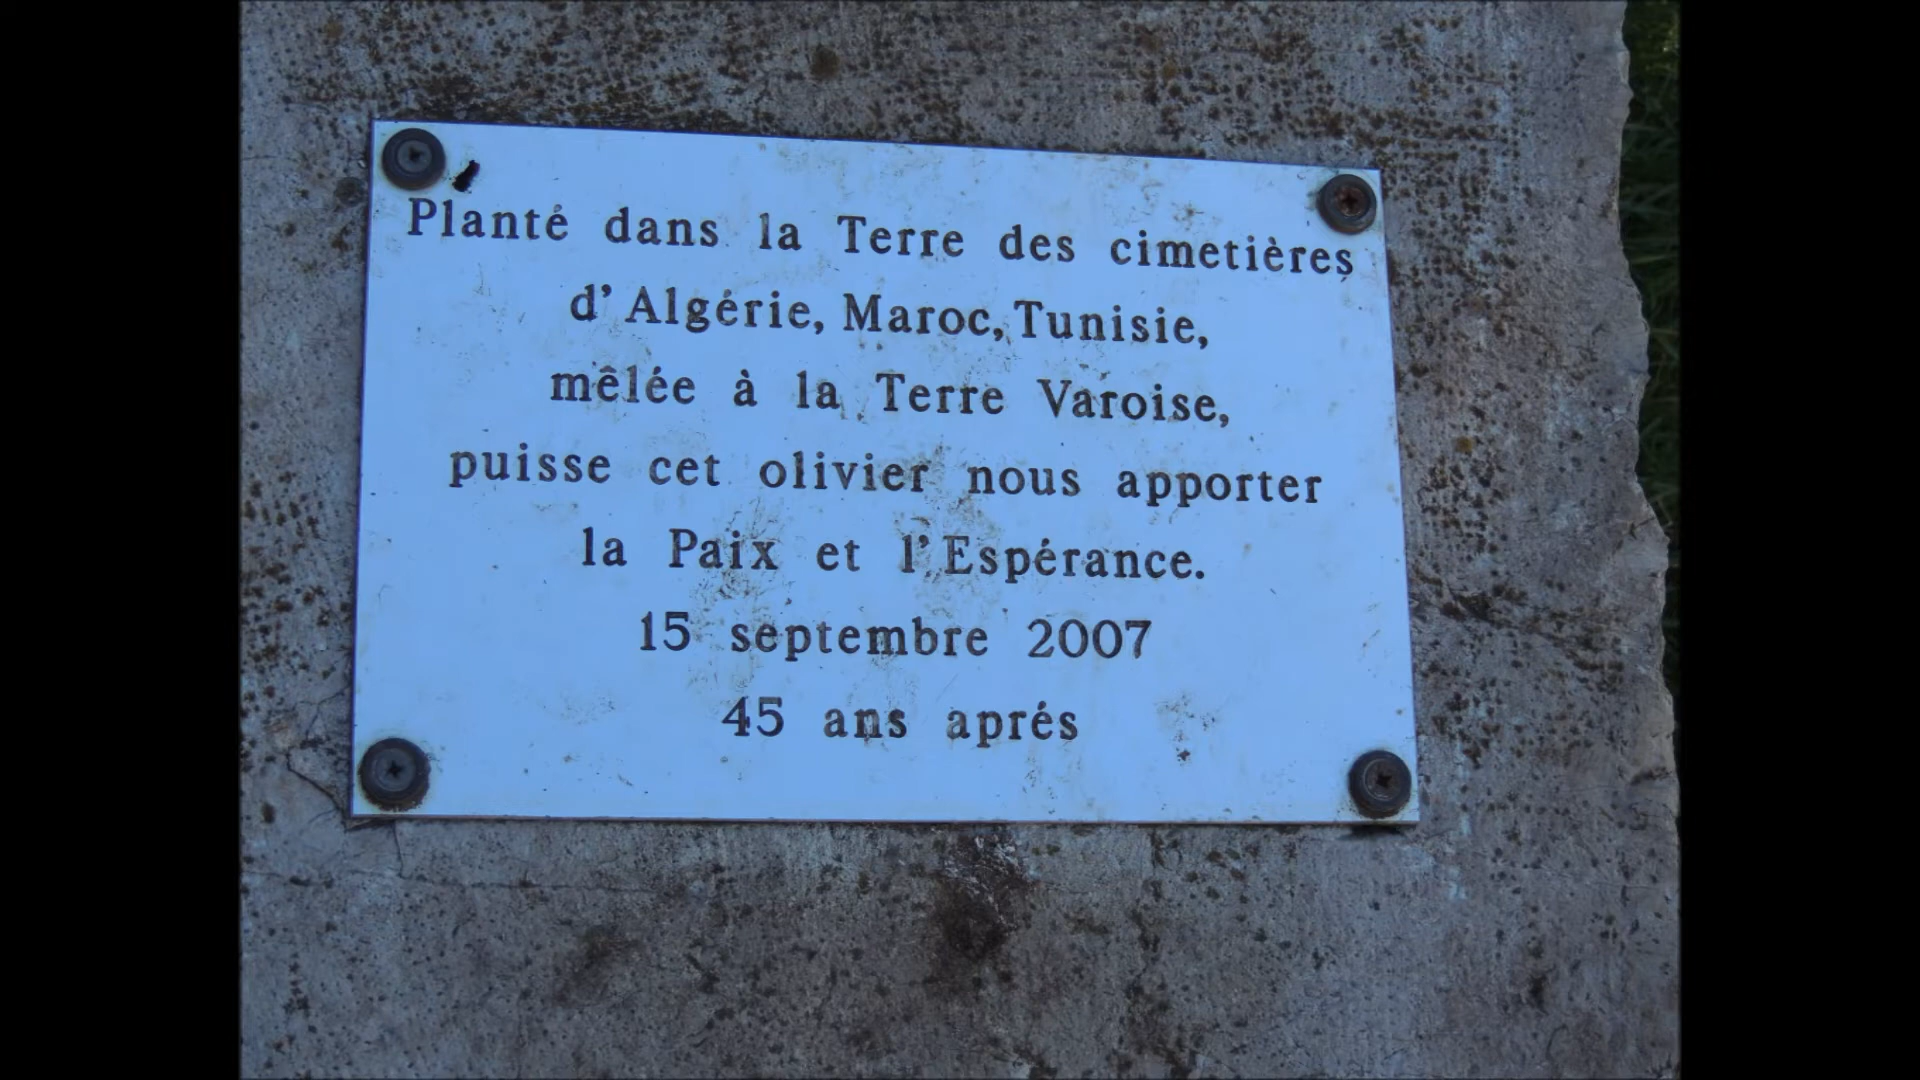 Planté dans la Terre des cimetières
d'Algérie, Maroc, Tunisie,
mêlée à la Terre Varoise,
puisse cet olivier nous apporter
la Paix et l'Espérance.
15 septembre 2007
45 ans aprés